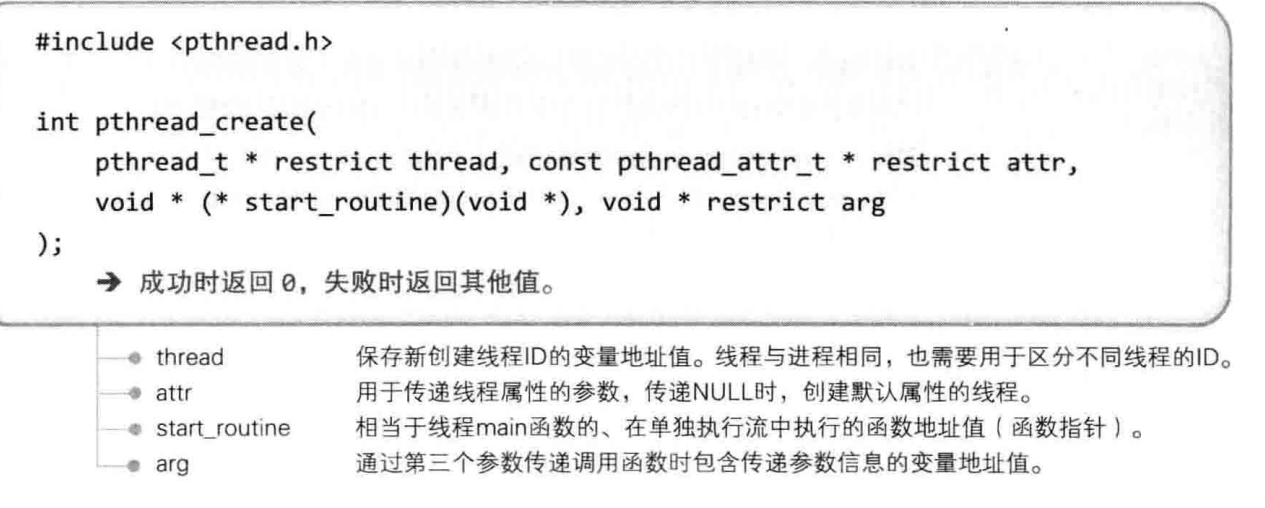 #include <pthread.h>
int pthread_create(
pthread_t * restrict thread, const pthread_attr_t * restrict attr,
void * (* start_routine)(void *), void * restrict arg
);
➔ 成功时返回 0，失败时返回其他值。
thread 保存新创建线程ID的变量地址值。线程与进程相同，也需要用于区分不同线程的ID。
attr 用于传递线程属性的参数，传递NULL时，创建默认属性的线程。
start_routine 相当于线程main函数的、在单独执行流中执行的函数地址值（函数指针）。
arg 通过第三个参数传递调用函数时包含传递参数信息的变量地址值。